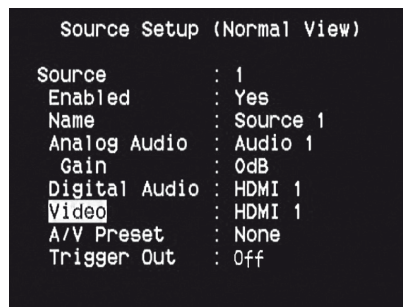 Source Setup (Normal View)
Source : 1
Enabled : Yes
Name : Source 1
Analog Audio : Audio 1
Gain : 0dB
Digital Audio : HDMI 1
Video : HDMI 1
A/V Preset : None
Trigger Out : Off